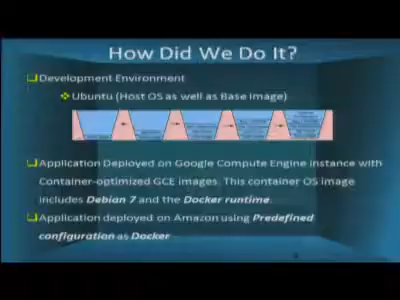 How Did We Do It?
Development Environment
Ubuntu (Host OS as well as Base Image)
Application Deployed on Google Compute Engine instance with
Container-optimized GCE images. This container OS image
includes Debian 7 and the Docker runtime.
Application deployed on Amazon using Predefined
configuration as Docker